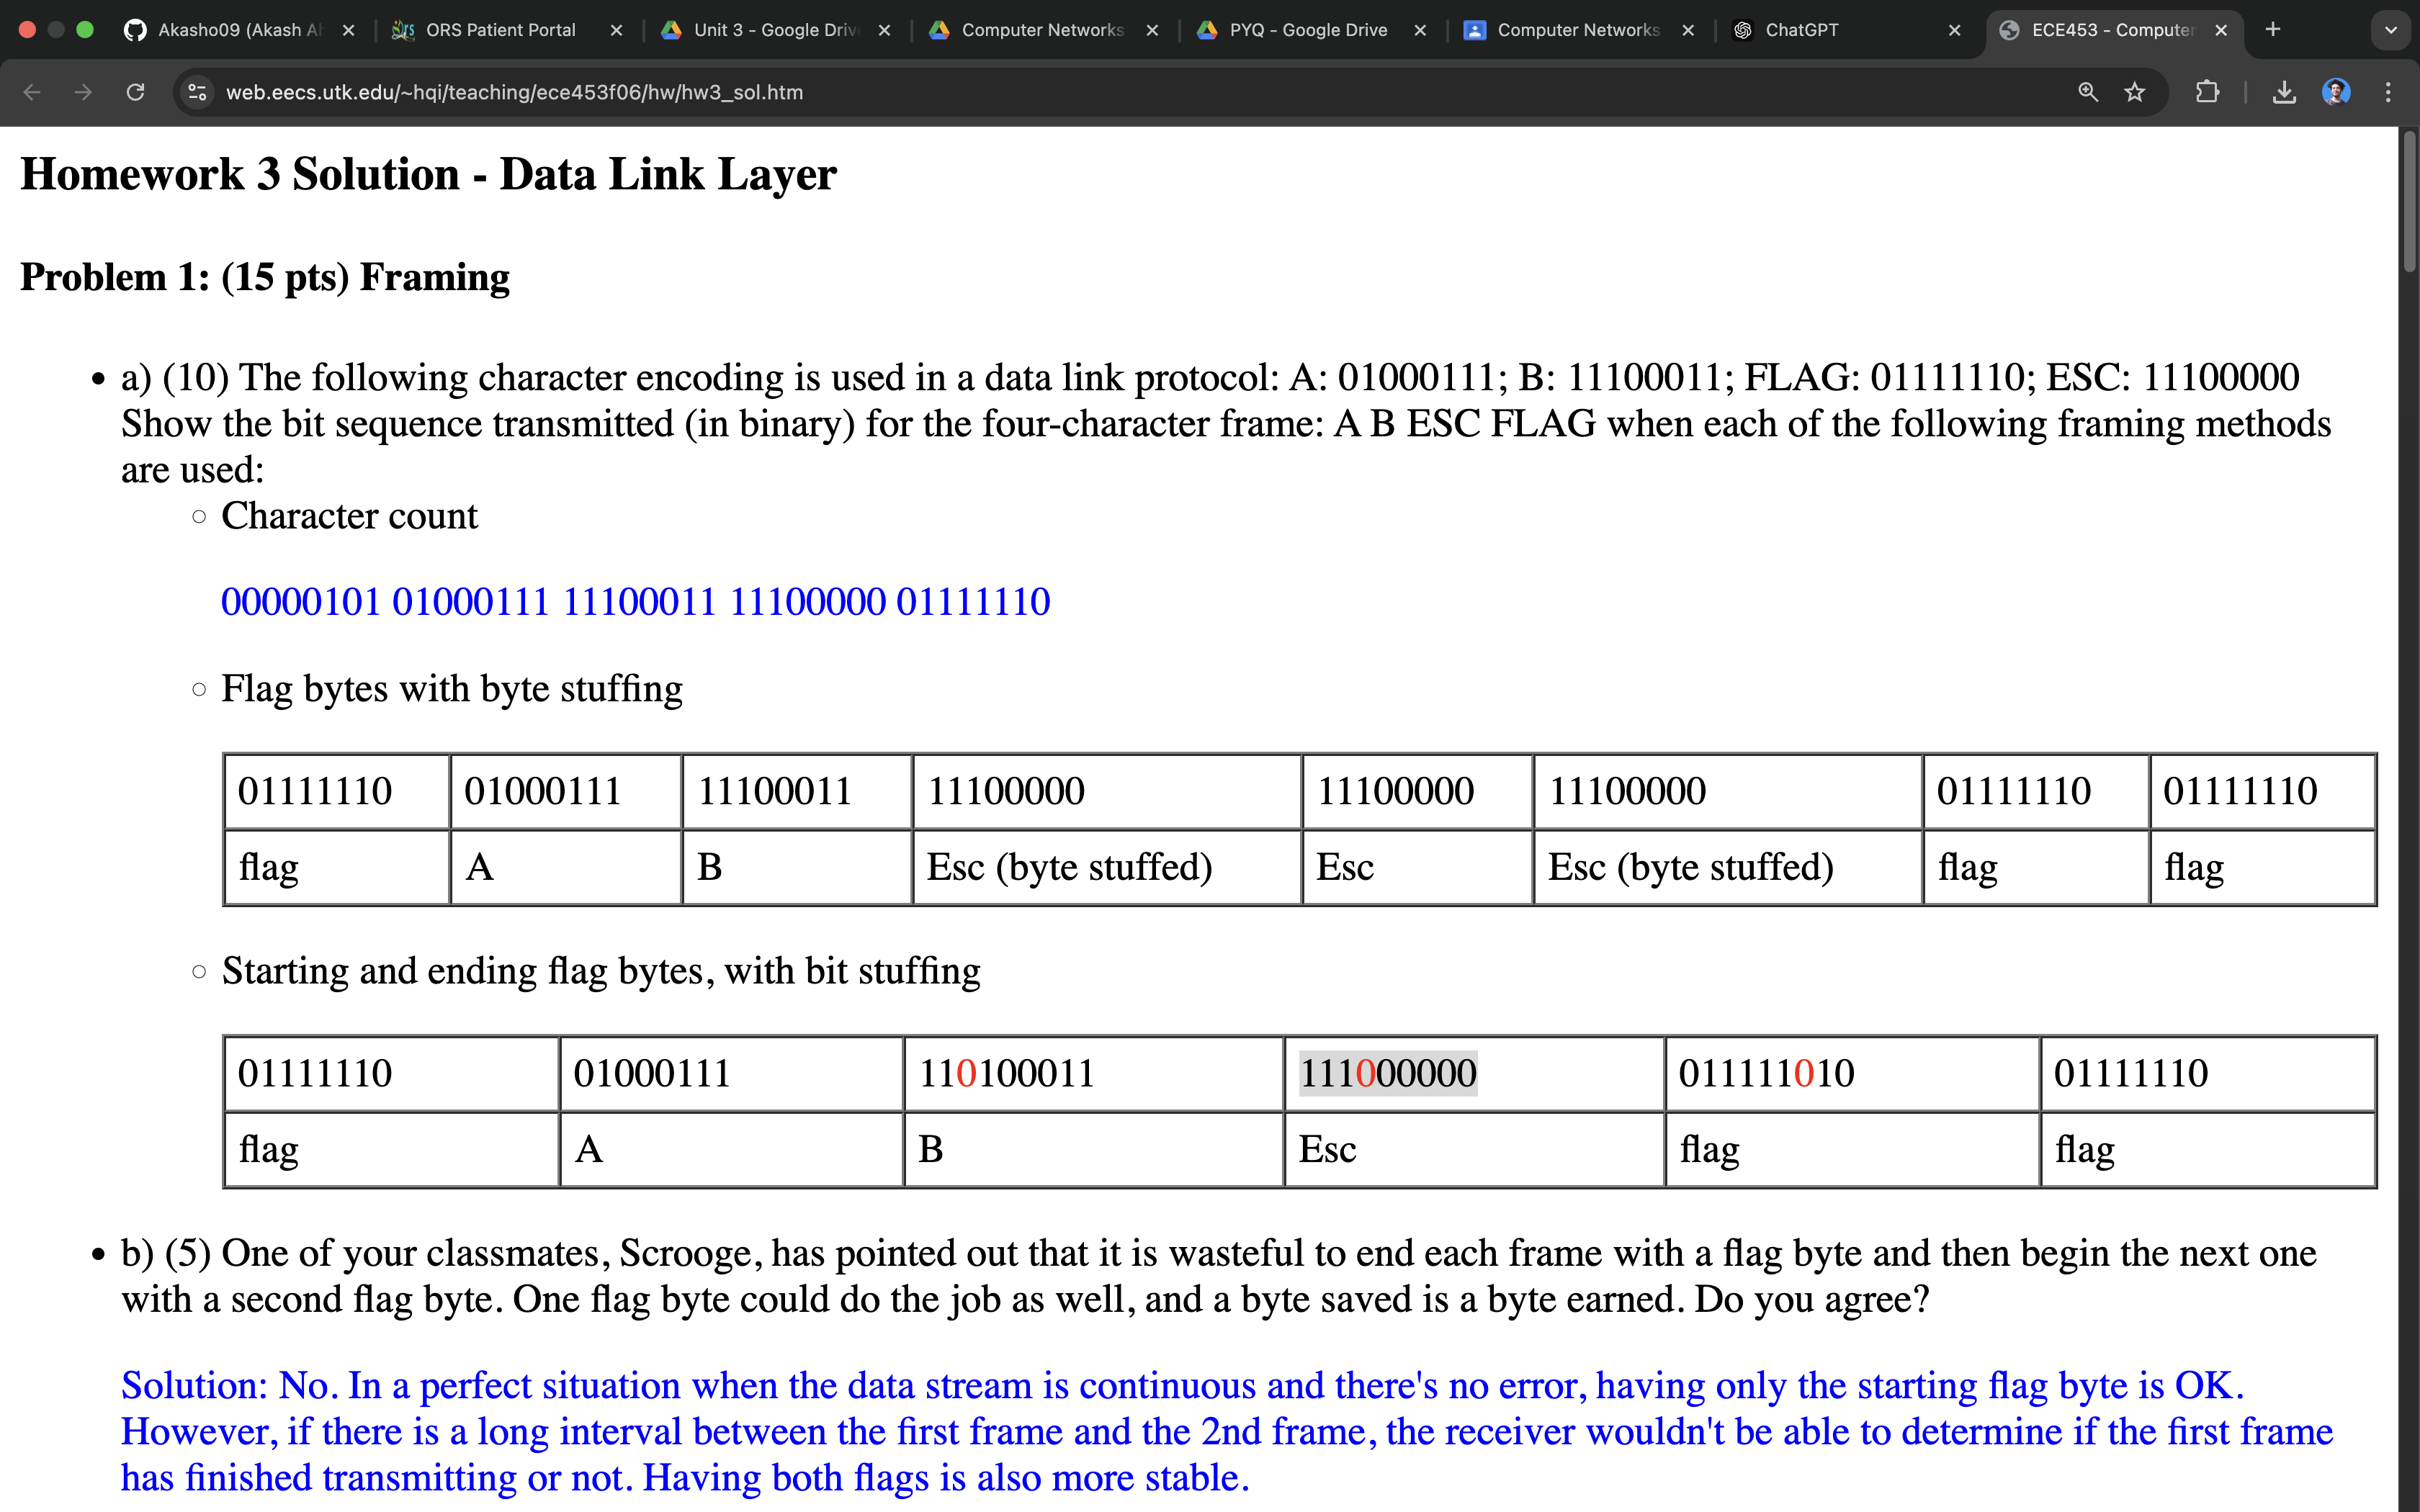 Akasho09 (Akash Ah
ORS Patient Portal
Unit 3 - Google Driv
Computer Networks
PYQ - Google Drive
Computer Networks
ChatGPT
ECE453 - Computer
web.eecs.utk.edu/~hqi/teaching/ece453f06/hw/hw3_sol.htm
Homework 3 Solution - Data Link Layer
Problem 1: (15 pts) Framing
• a) (10) The following character encoding is used in a data link protocol: A: 01000111; B: 11100011; FLAG: 01111110; ESC: 11100000
Show the bit sequence transmitted (in binary) for the four-character frame: A B ESC FLAG when each of the following framing methods
are used:
◦ Character count
00000101 01000111 11100011 11100000 01111110
◦ Flag bytes with byte stuffing
01111110 01000111 11100011 11100000 11100000 11100000 01111110 01111110
flag A B Esc (byte stuffed) Esc Esc (byte stuffed) flag flag
◦ Starting and ending flag bytes, with bit stuffing
01111110 01000111 110100011 111000000 011111010 01111110
flag A B Esc flag flag
• b) (5) One of your classmates, Scrooge, has pointed out that it is wasteful to end each frame with a flag byte and then begin the next one
with a second flag byte. One flag byte could do the job as well, and a byte saved is a byte earned. Do you agree?
Solution: No. In a perfect situation when the data stream is continuous and there's no error, having only the starting flag byte is OK.
However, if there is a long interval between the first frame and the 2nd frame, the receiver wouldn't be able to determine if the first frame
has finished transmitting or not. Having both flags is also more stable.